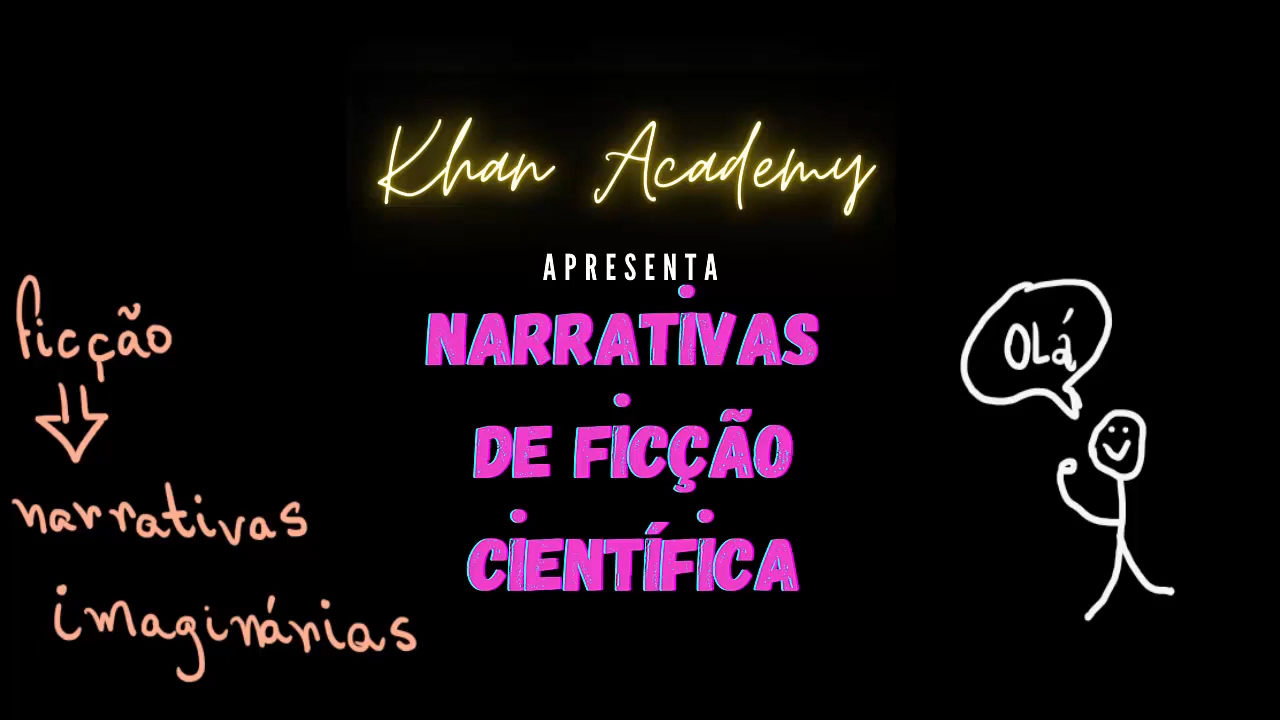 Khan Academy
APRESENTA
NARRATIVAS
DE FICÇÃO
CIENTÍFICA
ficção
narrativas
imaginárias
OLá